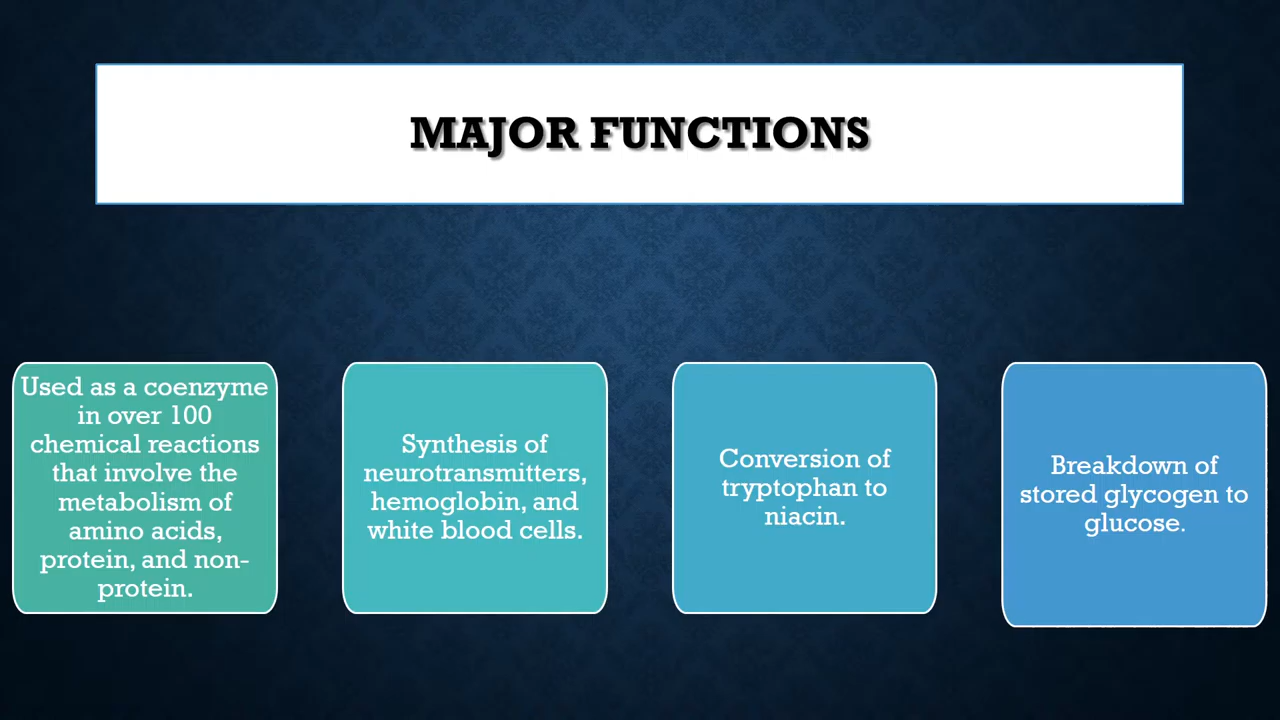 MAJOR FUNCTIONS
Used as a coenzyme
in over 100
chemical reactions
that involve the
metabolism of
amino acids,
protein, and non-
protein.
Synthesis of
neurotransmitters,
hemoglobin, and
white blood cells.
Conversion of
tryptophan to
niacin.
Breakdown of
stored glycogen to
glucose.